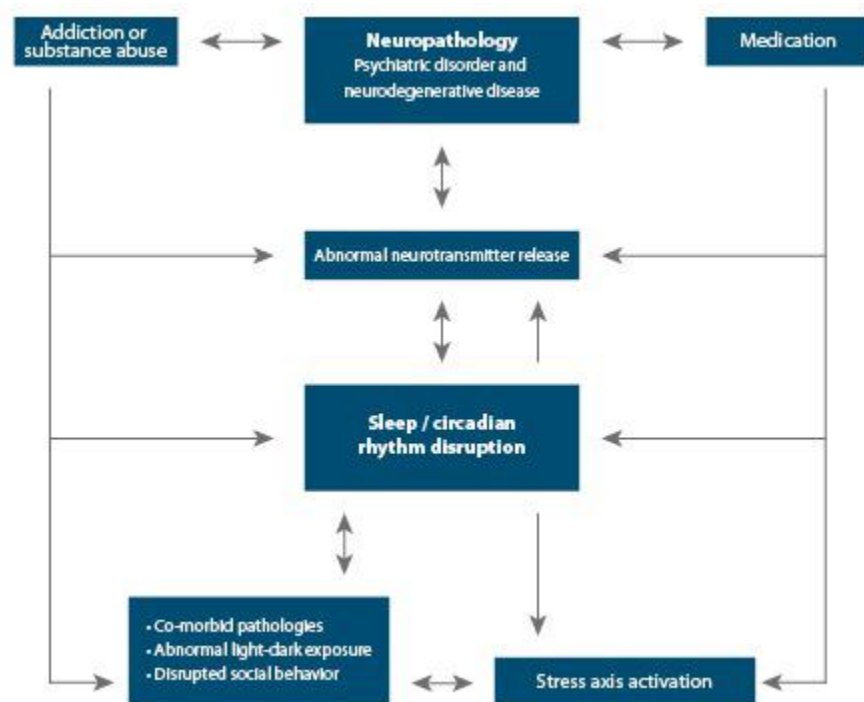 Addiction or
substance abuse
Neuropathology
Psychiatric disorder and
neurodegenerative disease
Medication
Abnormal neurotransmitter release
Sleep / circadian
rhythm disruption
• Co-morbid pathologies
• Abnormal light-dark exposure
• Disrupted social behavior
Stress axis activation